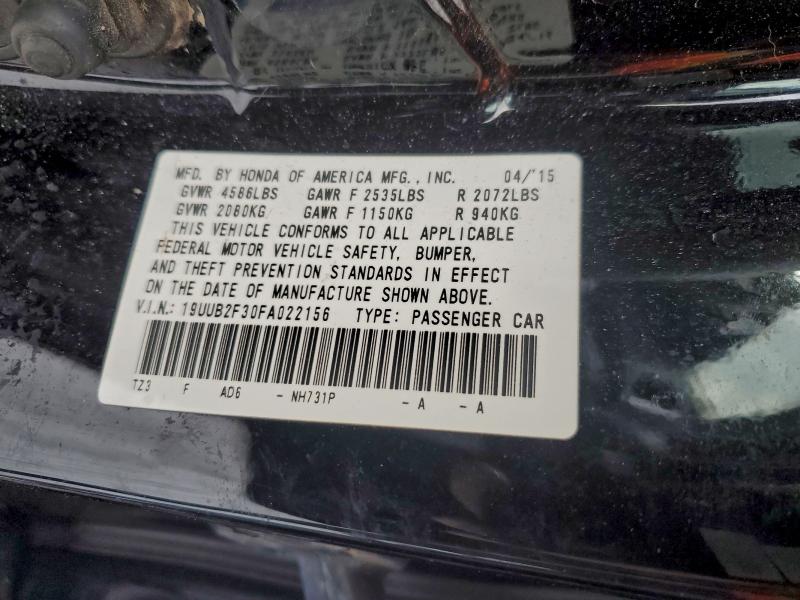 MFD. BY HONDA OF AMERICA MFG., INC. 04/'15
GVWR 4586LBS GAWR F 2535LBS R 2072LBS
GVWR 2080KG GAWR F 1150KG R 940KG
THIS VEHICLE CONFORMS TO ALL APPLICABLE
FEDERAL MOTOR VEHICLE SAFETY, BUMPER,
AND THEFT PREVENTION STANDARDS IN EFFECT
ON THE DATE OF MANUFACTURE SHOWN ABOVE.
V.I.N.: 19UUB2F30FA022156 TYPE: PASSENGER CAR
TZ3 F AD6 - NH731P - A - A